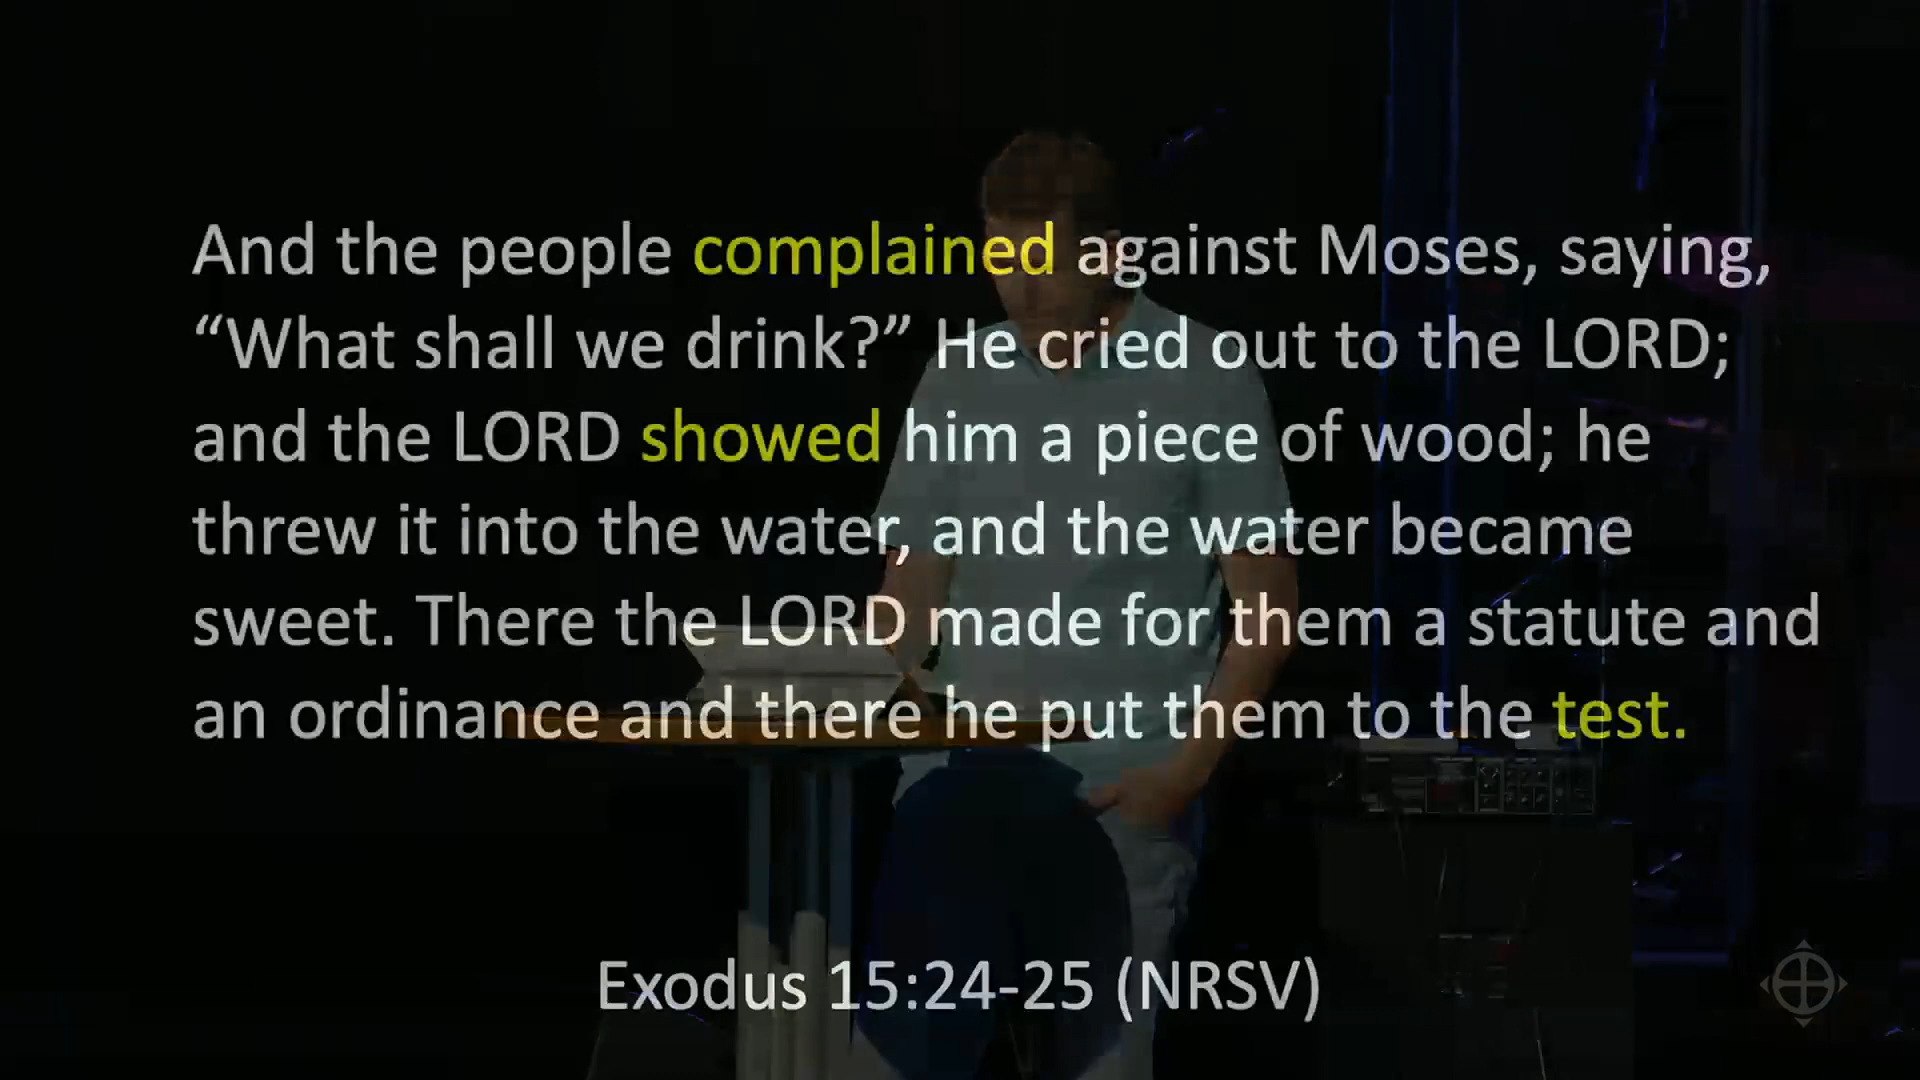 And the people complained against Moses, saying,
“What shall we drink?” He cried out to the LORD;
and the LORD showed him a piece of wood; he
threw it into the water, and the water became
sweet. There the LORD made for them a statute and
an ordinance and there he put them to the test.
Exodus 15:24-25 (NRSV)